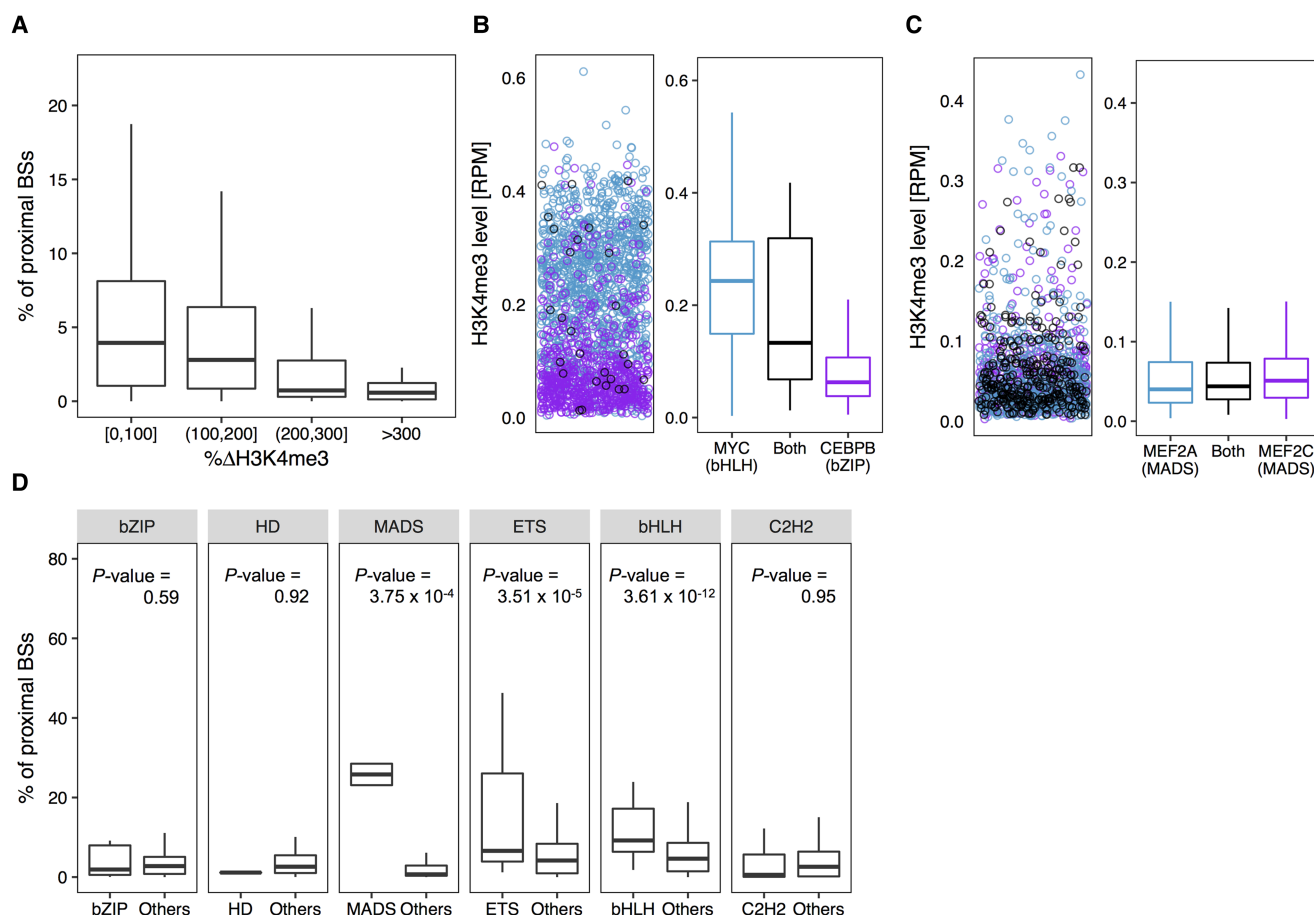 A
% of proximal BSs
20
15
10
5
0
[0,100]
(100,200]
(200,300]
>300
%ΔH3K4me3
B
H3K4me3 level [RPM]
0.6
0.4
0.2
0.0
0.6
0.4
0.2
0.0
MYC
(bHLH)
Both
CEBPB
(bZIP)
C
H3K4me3 level [RPM]
0.4
0.3
0.2
0.1
0.0
0.4
0.3
0.2
0.1
0.0
MEF2A
(MADS)
Both
MEF2C
(MADS)
D
% of proximal BSs
80
60
40
20
0
bZIP
P-value =
0.59
bZIP Others
HD
P-value =
0.92
HD Others
MADS
P-value =
3.75 x 10⁻⁴
MADS Others
ETS
P-value =
3.51 x 10⁻⁵
ETS Others
bHLH
P-value =
3.61 x 10⁻¹²
bHLH Others
C2H2
P-value =
0.95
C2H2 Others